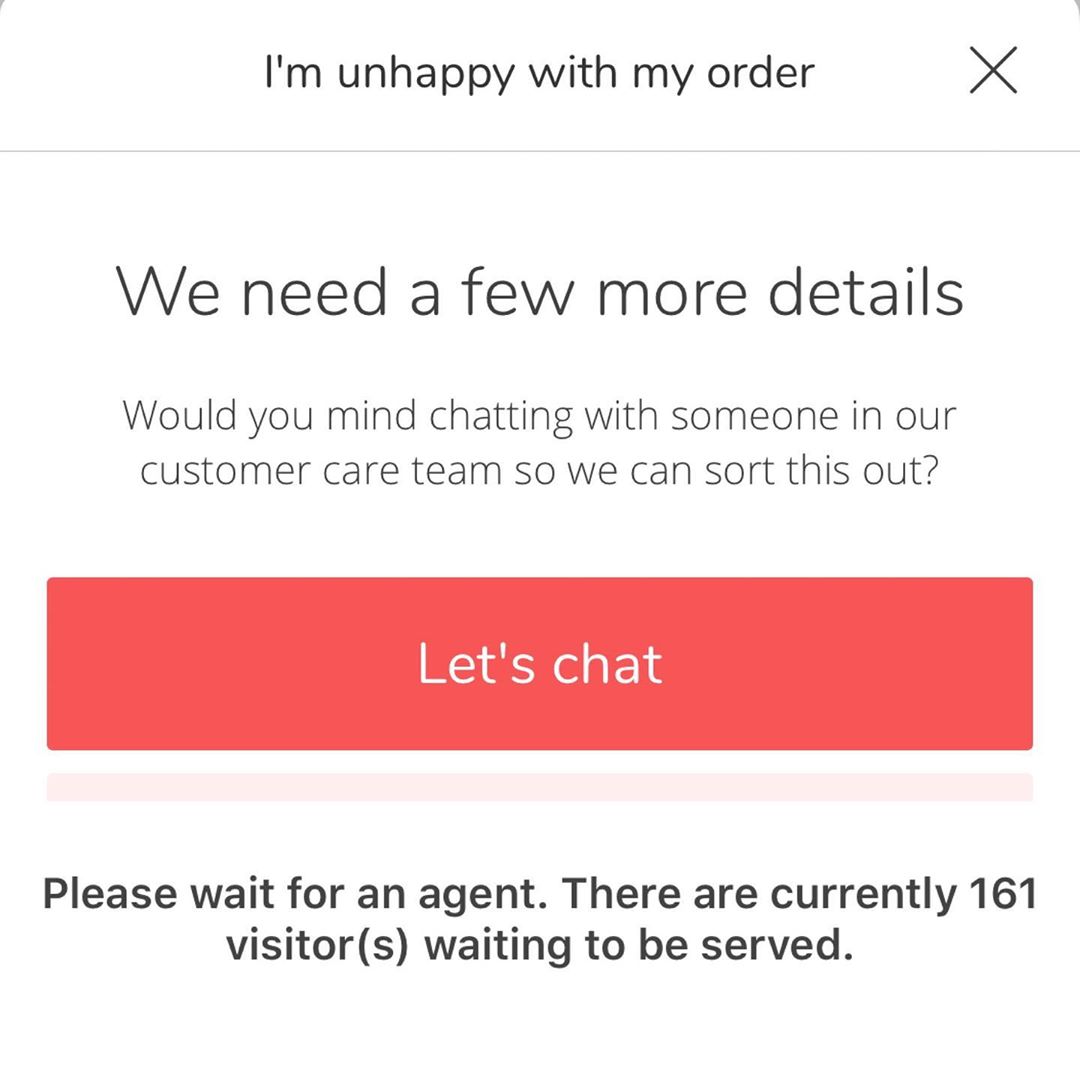 I'm unhappy with my order
We need a few more details
Would you mind chatting with someone in our
customer care team so we can sort this out?
Let's chat
Please wait for an agent. There are currently 161
visitor(s) waiting to be served.